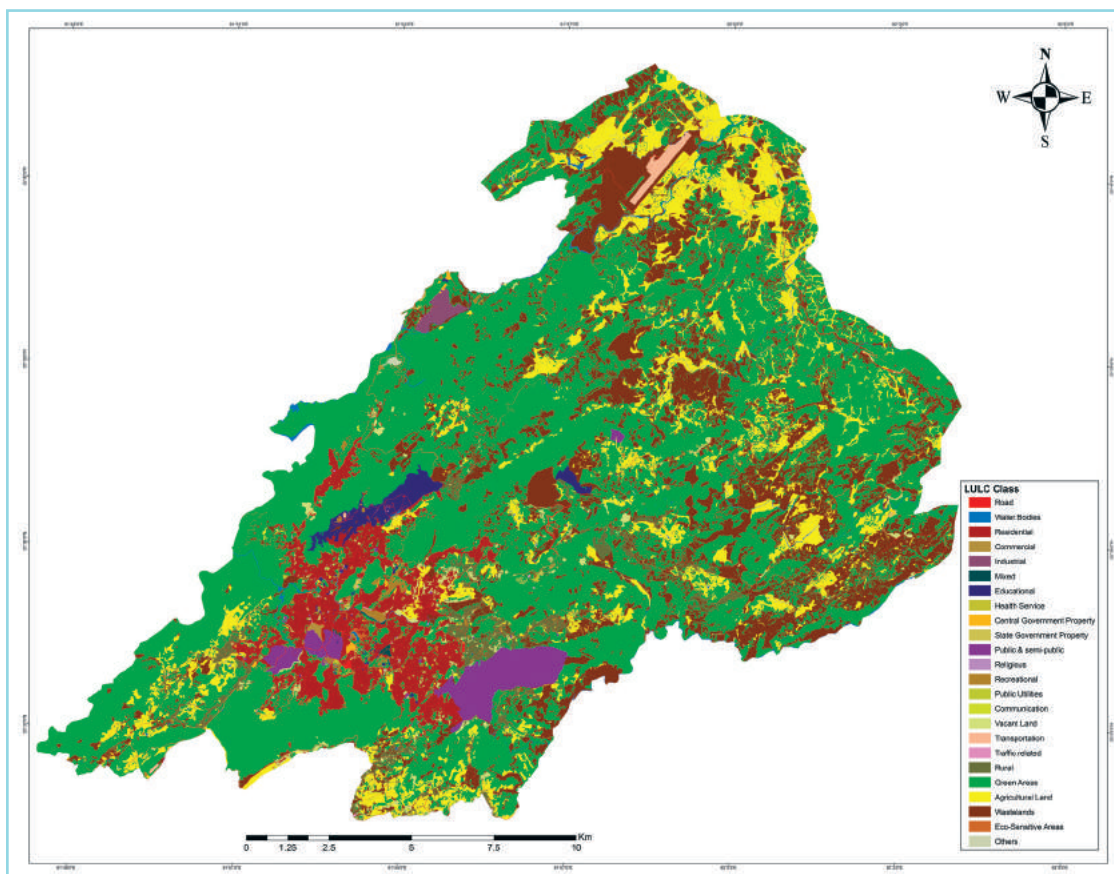 N
W E
S
LULC Class
Road
Water Bodies
Residential
Commercial
Industrial
Mixed
Educational
Health Service
Central Government Property
State Government Property
Public & semi-public
Religious
Recreational
Public Utilities
Communication
Vacant Land
Transportation
Traffic related
Rural
Green Areas
Agricultural Land
Wastelands
Eco-Sensitive Areas
Others
Km
0 1.25 2.5 5 7.5 10